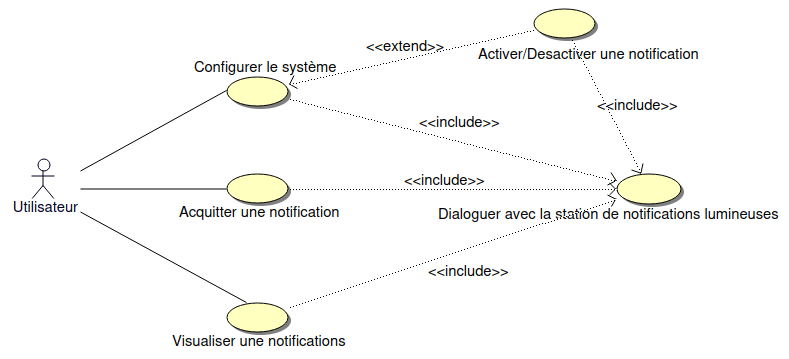 <<extend>>
Activer/Desactiver une notification
Configurer le système
<<include>>
<<include>>
<<include>>
Utilisateur
Acquitter une notification
Dialoguer avec la station de notifications lumineuses
<<include>>
Visualiser une notifications